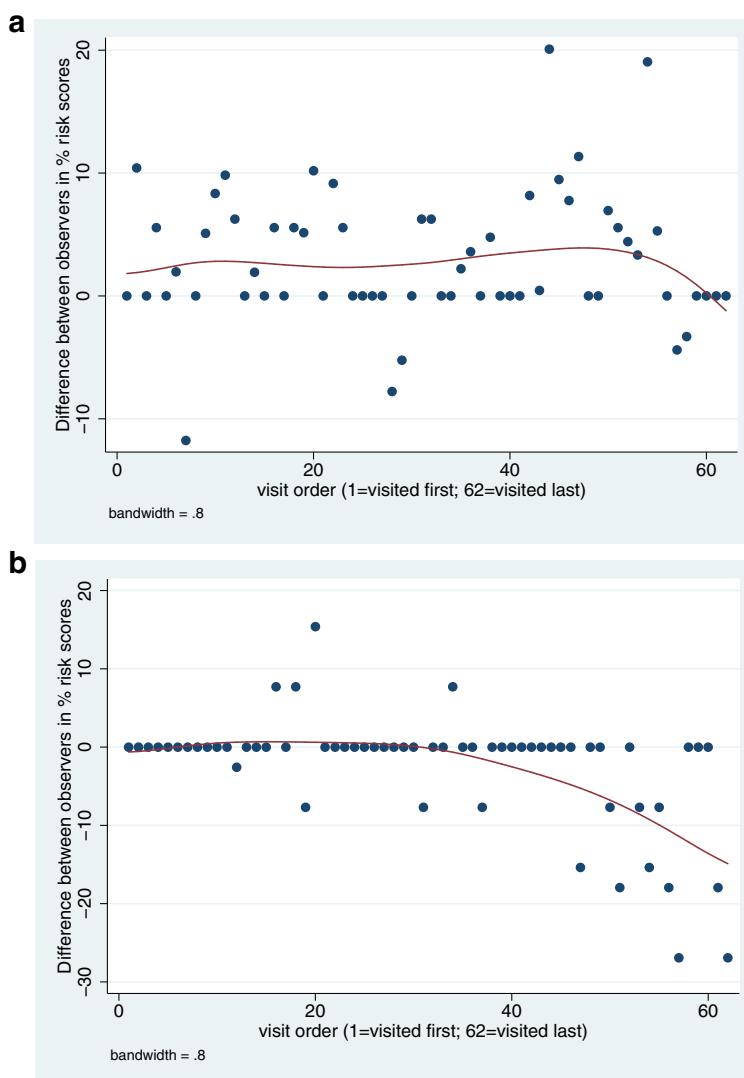 a
Difference between observers in % risk scores
20
10
0
−10
0 20 40 60
visit order (1=visited first; 62=visited last)
bandwidth = .8
b
Difference between observers in % risk scores
20
10
0
−10
−20
−30
0 20 40 60
visit order (1=visited first; 62=visited last)
bandwidth = .8